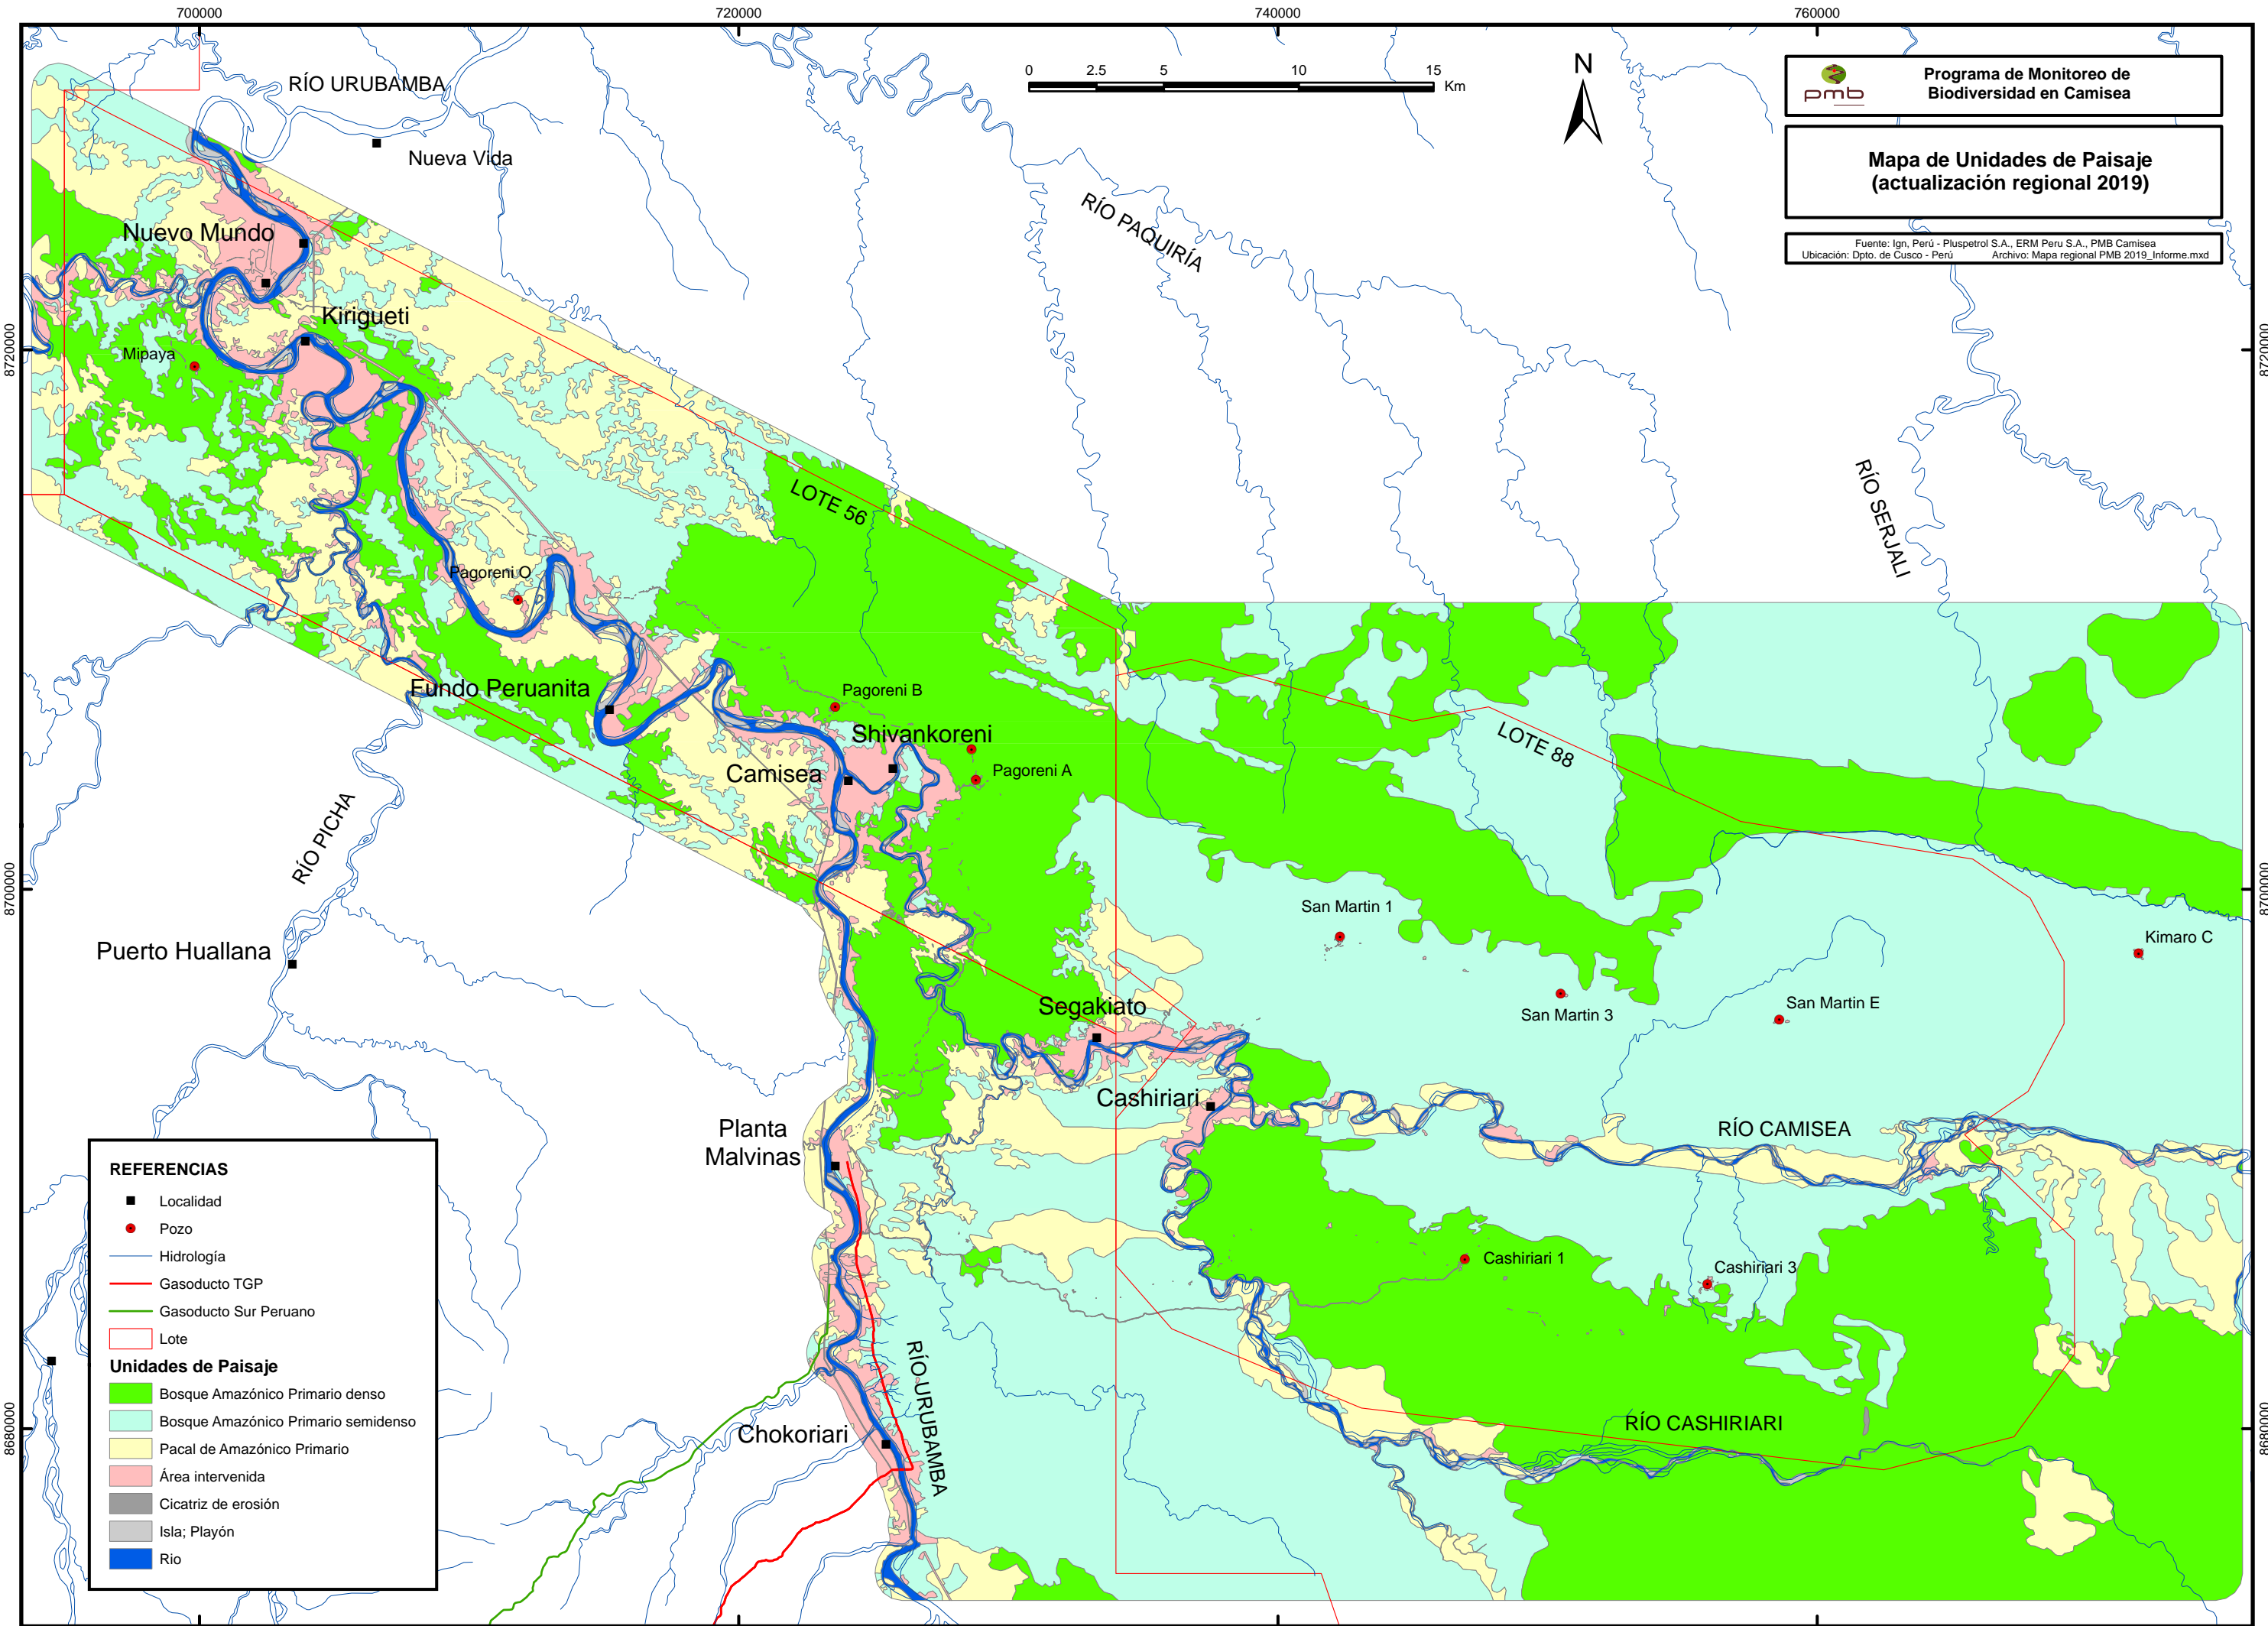 700000
720000
740000
760000
RÍO URUBAMBA
0 2.5 5 10 15
Km
N
pmb
Programa de Monitoreo de
Biodiversidad en Camisea
Mapa de Unidades de Paisaje
(actualización regional 2019)
Fuente: Ign, Perú - Pluspetrol S.A., ERM Peru S.A., PMB Camisea
Ubicación: Dpto. de Cusco - Perú Archivo: Mapa regional PMB 2019_Informe.mxd
Nueva Vida
RÍO PAQUIRÍA
Nuevo Mundo
Kirigueti
Mipaya
8720000
8720000
LOTE 56
RÍO SERJALI
Pagoreni O
Fundo Peruanita
Pagoreni B
Shivankoreni
LOTE 88
Camisea
Pagoreni A
RÍO PICHA
8700000
8700000
San Martin 1
Kimaro C
Puerto Huallana
Segakiato
San Martin 3
San Martin E
Cashiriari
Planta
Malvinas
RÍO CAMISEA
Cashiriari 1
Cashiriari 3
RÍO URUBAMBA
Chokoriari
RÍO CASHIRIARI
8680000
8680000
REFERENCIAS
Localidad
Pozo
Hidrología
Gasoducto TGP
Gasoducto Sur Peruano
Lote
Unidades de Paisaje
Bosque Amazónico Primario denso
Bosque Amazónico Primario semidenso
Pacal de Amazónico Primario
Área intervenida
Cicatriz de erosión
Isla; Playón
Rio